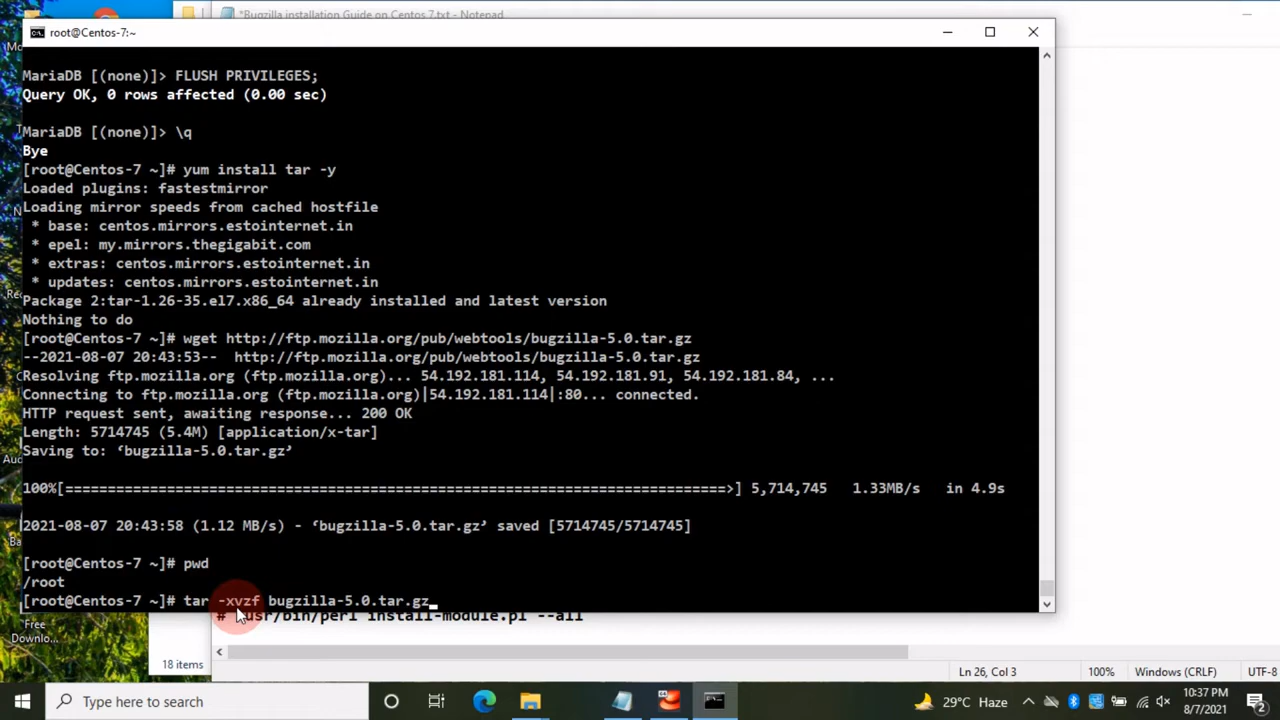 *Bugzilla installation Guide on Centos 7.txt - Notepad
root@Centos-7:~
MariaDB [(none)]> FLUSH PRIVILEGES;
Query OK, 0 rows affected (0.00 sec)
MariaDB [(none)]> \q
Bye
[root@Centos-7 ~]# yum install tar -y
Loaded plugins: fastestmirror
Loading mirror speeds from cached hostfile
* base: centos.mirrors.estointernet.in
* epel: my.mirrors.thegigabit.com
* extras: centos.mirrors.estointernet.in
* updates: centos.mirrors.estointernet.in
Package 2:tar-1.26-35.el7.x86_64 already installed and latest version
Nothing to do
[root@Centos-7 ~]# wget http://ftp.mozilla.org/pub/webtools/bugzilla-5.0.tar.gz
--2021-08-07 20:43:53--  http://ftp.mozilla.org/pub/webtools/bugzilla-5.0.tar.gz
Resolving ftp.mozilla.org (ftp.mozilla.org)... 54.192.181.114, 54.192.181.91, 54.192.181.84, ...
Connecting to ftp.mozilla.org (ftp.mozilla.org)|54.192.181.114|:80... connected.
HTTP request sent, awaiting response... 200 OK
Length: 5714745 (5.4M) [application/x-tar]
Saving to: ‘bugzilla-5.0.tar.gz’
100%[==============================================================================>] 5,714,745   1.33MB/s   in 4.9s
2021-08-07 20:43:58 (1.12 MB/s) - ‘bugzilla-5.0.tar.gz’ saved [5714745/5714745]
[root@Centos-7 ~]# pwd
/root
[root@Centos-7 ~]# tar -xvzf bugzilla-5.0.tar.gz
usr/bin/perl install-module.pl --all
Free
Downlo...
18 items
Ln 26, Col 3
100%
Windows (CRLF)
UTF-8
Type here to search
29°C Haze
10:37 PM
8/7/2021
2